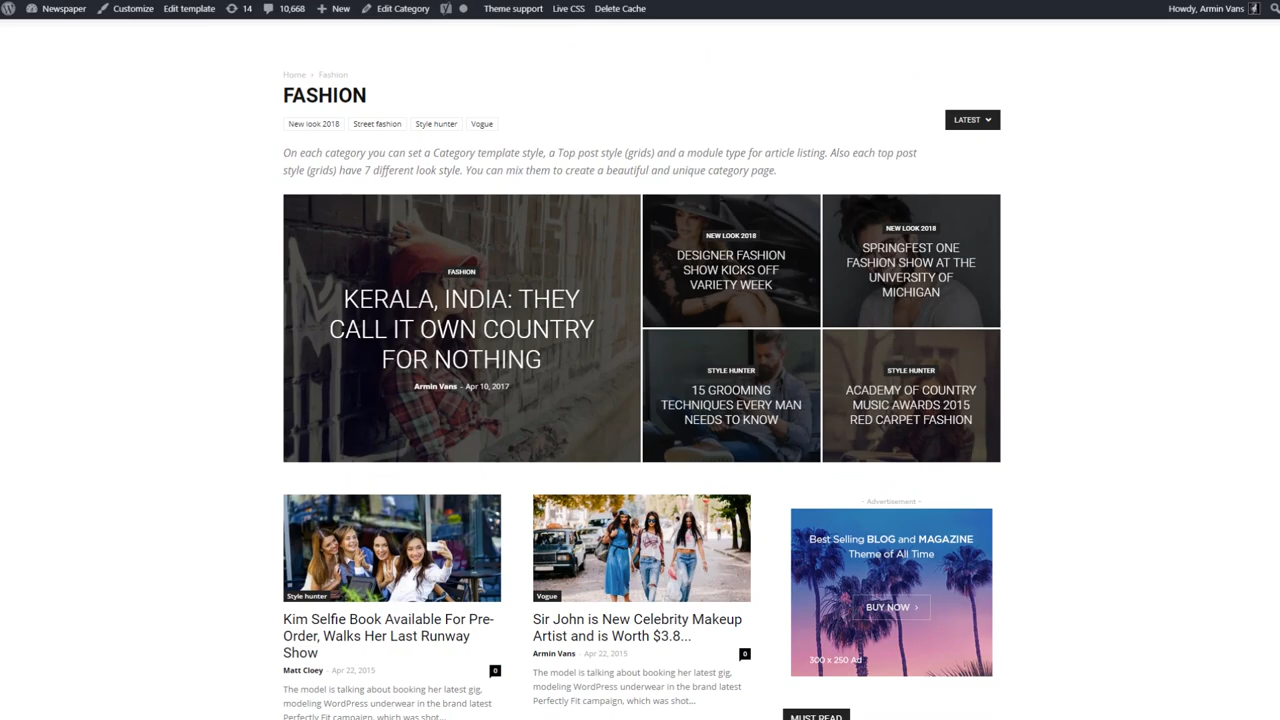 Newspaper Customize Edit template 14 10,668 New Edit Category Theme support Live CSS Delete Cache Howdy, Armin Vans
Home › Fashion
FASHION
New look 2018 Street fashion Style hunter Vogue
LATEST
On each category you can set a Category template style, a Top post style (grids) and a module type for article listing. Also each top post
style (grids) have 7 different look style. You can mix them to create a beautiful and unique category page.
FASHION
KERALA, INDIA: THEY
CALL IT OWN COUNTRY
FOR NOTHING
Armin Vans - Apr 10, 2017
NEW LOOK 2018
DESIGNER FASHION
SHOW KICKS OFF
VARIETY WEEK
NEW LOOK 2018
SPRINGFEST ONE
FASHION SHOW AT THE
UNIVERSITY OF
MICHIGAN
STYLE HUNTER
15 GROOMING
TECHNIQUES EVERY MAN
NEEDS TO KNOW
STYLE HUNTER
ACADEMY OF COUNTRY
MUSIC AWARDS 2015
RED CARPET FASHION
Style hunter
Kim Selfie Book Available For Pre-
Order, Walks Her Last Runway
Show
Matt Cloey - Apr 22, 2015 0
The model is talking about booking her latest gig,
modeling WordPress underwear in the brand latest
Perfectly Fit campaign, which was shot...
Vogue
Sir John is New Celebrity Makeup
Artist and is Worth $3.8...
Armin Vans - Apr 22, 2015 0
The model is talking about booking her latest gig,
modeling WordPress underwear in the brand latest
Perfectly Fit campaign, which was shot...
- Advertisement -
Best Selling BLOG and MAGAZINE
Theme of All Time
BUY NOW ›
300 x 250 Ad
MUST READ